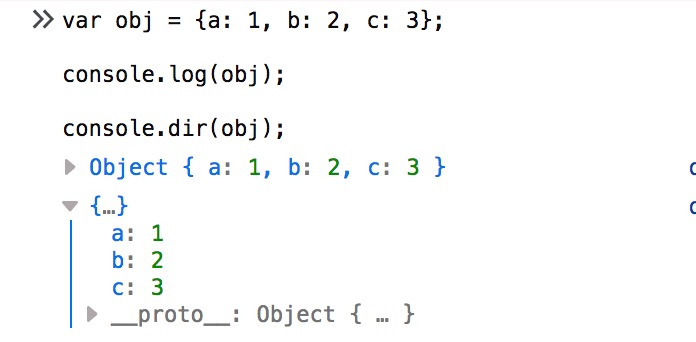 >> var obj = {a: 1, b: 2, c: 3};
console.log(obj);
console.dir(obj);
Object { a: 1, b: 2, c: 3 }
{…}
a: 1
b: 2
c: 3
__proto__: Object { … }